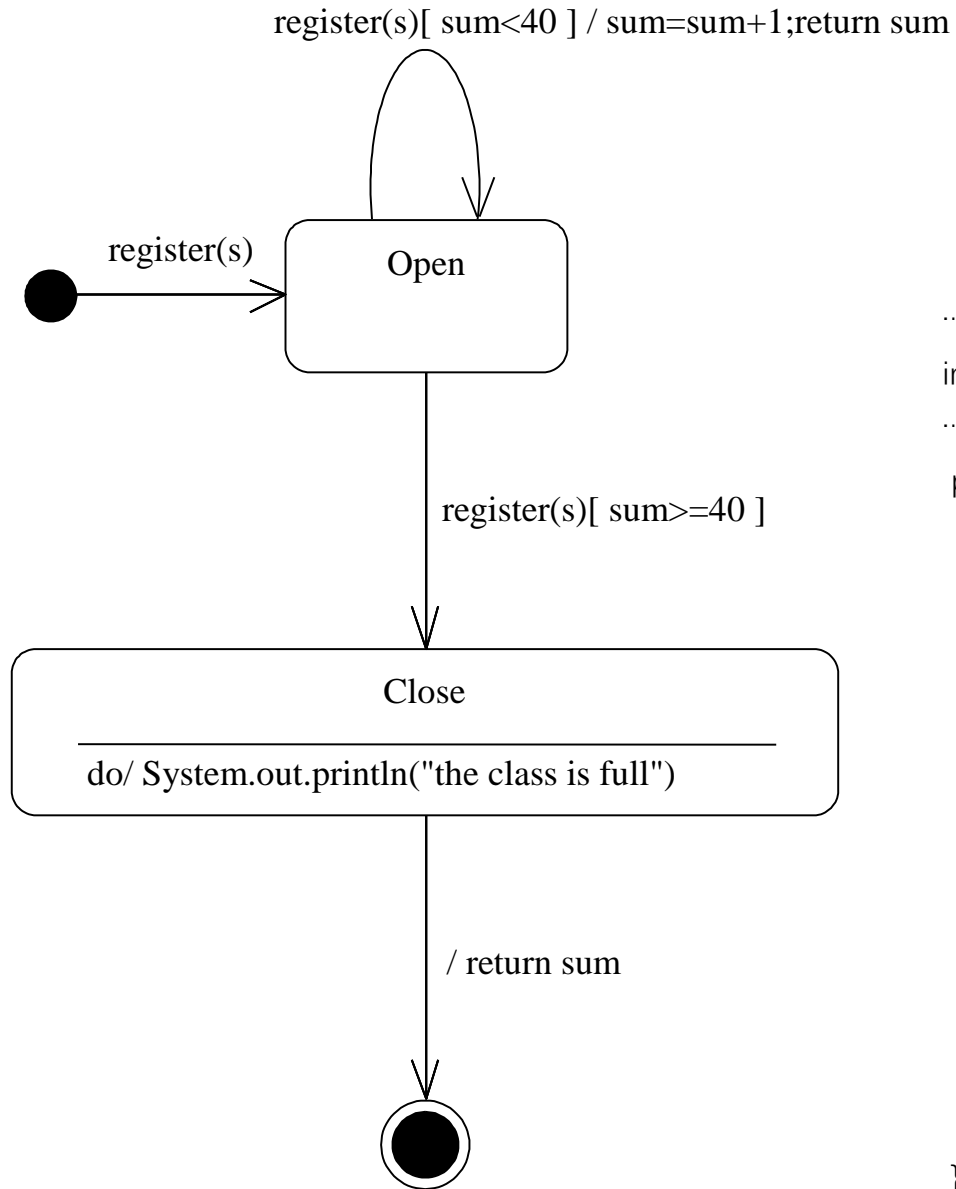 register(s)[ sum<40 ] / sum=sum+1;return sum
register(s)
Open
register(s)[ sum>=40 ]
Close
do/ System.out.println("the class is full")
/ return sum
..
..
}